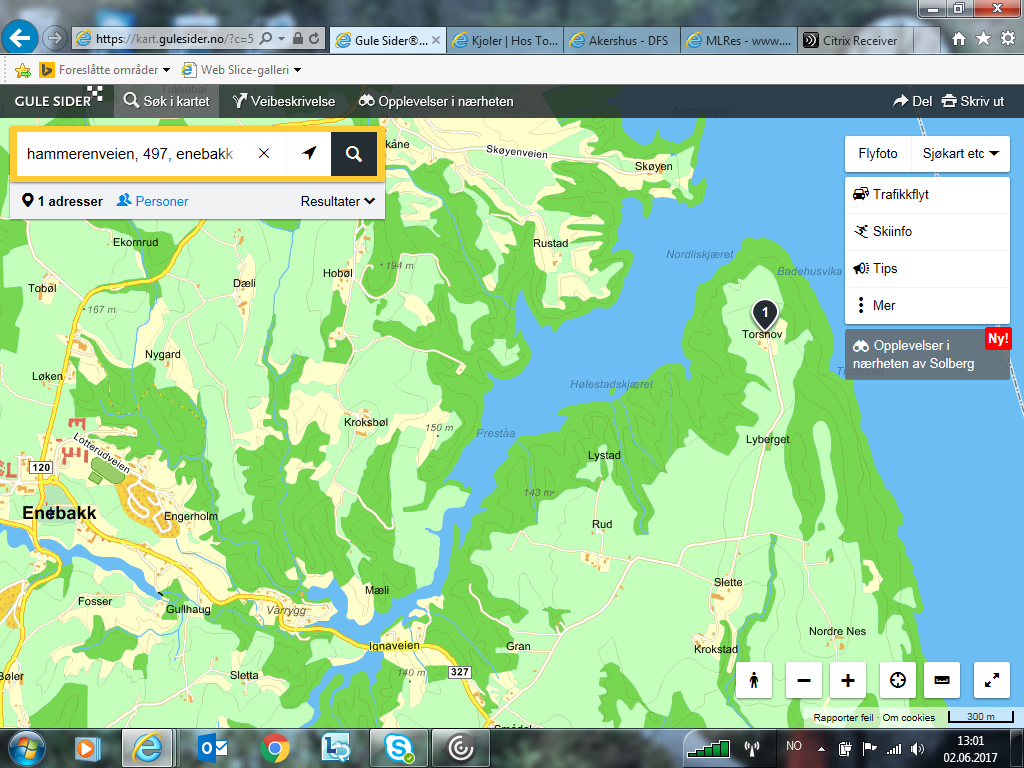 https://kart.gulesider.no/?c=5
Gule Sider®...
Kjoler | Hos To...
Akershus - DFS
MLRes - www....
Citrix Receiver
Foreslåtte områder
Web Slice-galleri
GULE SIDER
Søk i kartet
Veibeskrivelse
Opplevelser i nærheten
Del
Skriv ut
hammerenveien, 497, enebakk
1 adresser
Personer
Resultater
Flyfoto
Sjøkart etc
Trafikkflyt
Skiinfo
Tips
Mer
Opplevelser i
nærheten av Solberg
Ny!
Skøyenveien
Skøyen
Ekornrud
Rustad
Nordliskjæret
Badehusvika
194 m
Hobøl
Dæli
Tobøl
167 m
1
Torsnov
Nygard
Løken
Hølestadskjæret
Kroksbøl
150 m
Preståa
Lyberget
Lotterudveien
Lystad
120
143 m
Enebakk
Engerholm
Rud
Slette
Mæli
Fosser
Gullhaug
Vårrygg
Nordre Nes
Ignaveien
Gran
Krokstad
327
140 m
Sletta
Bøler
Rapporter feil · Om cookies
300 m
NO
13:01
02.06.2017